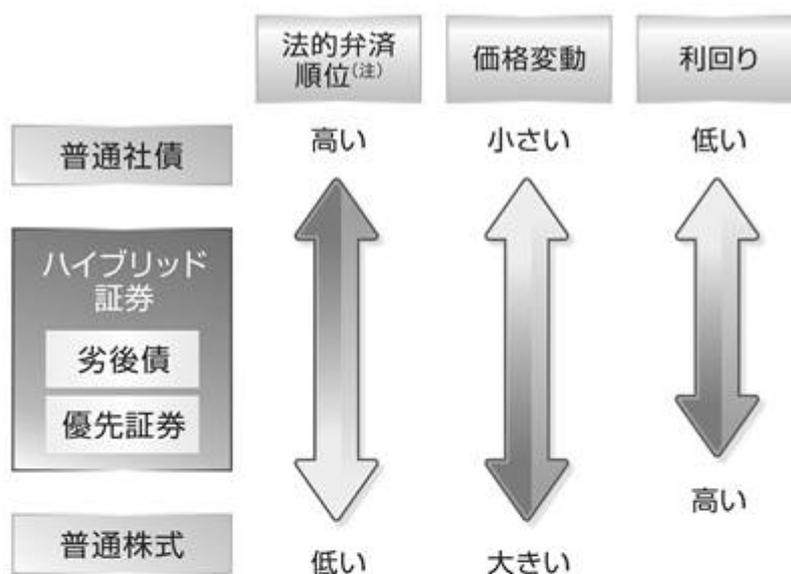 法的弁済
順位(注)
価格変動
利回り
普通社債
高い
小さい
低い
ハイブリッド
証券
劣後債
優先証券
高い
普通株式
低い
大きい